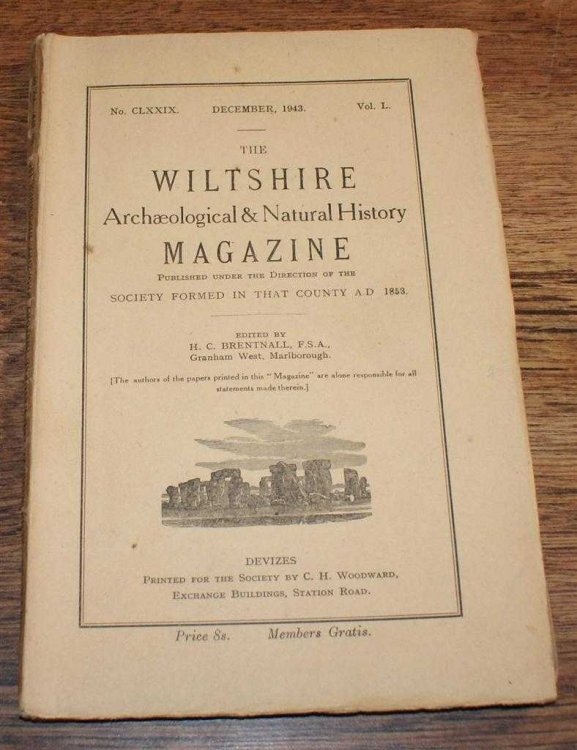 No. CLXXIX. DECEMBER, 1943. Vol. L.
THE
WILTSHIRE
Archæological & Natural History
MAGAZINE
PUBLISHED UNDER THE DIRECTION OF THE
SOCIETY FORMED IN THAT COUNTY A.D 1853.
EDITED BY
H. C. BRENTNALL, F.S.A.,
Granham West, Marlborough.
[The authors of the papers printed in this "Magazine" are alone responsible for all
statements made therein.]
DEVIZES
PRINTED FOR THE SOCIETY BY C. H. WOODWARD,
EXCHANGE BUILDINGS, STATION ROAD.
Price 8s. Members Gratis.